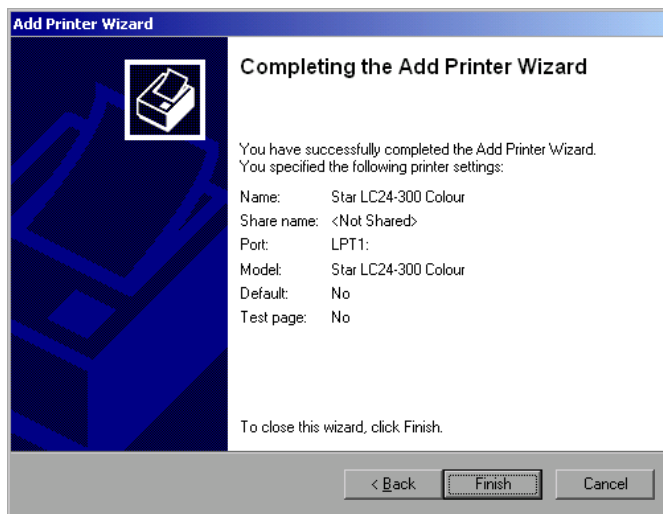 Add Printer Wizard
Completing the Add Printer Wizard
You have successfully completed the Add Printer Wizard.
You specified the following printer settings:
Name: Star LC24-300 Colour
Share name: <Not Shared>
Port: LPT1:
Model: Star LC24-300 Colour
Default: No
Test page: No
To close this wizard, click Finish.
< Back Finish Cancel